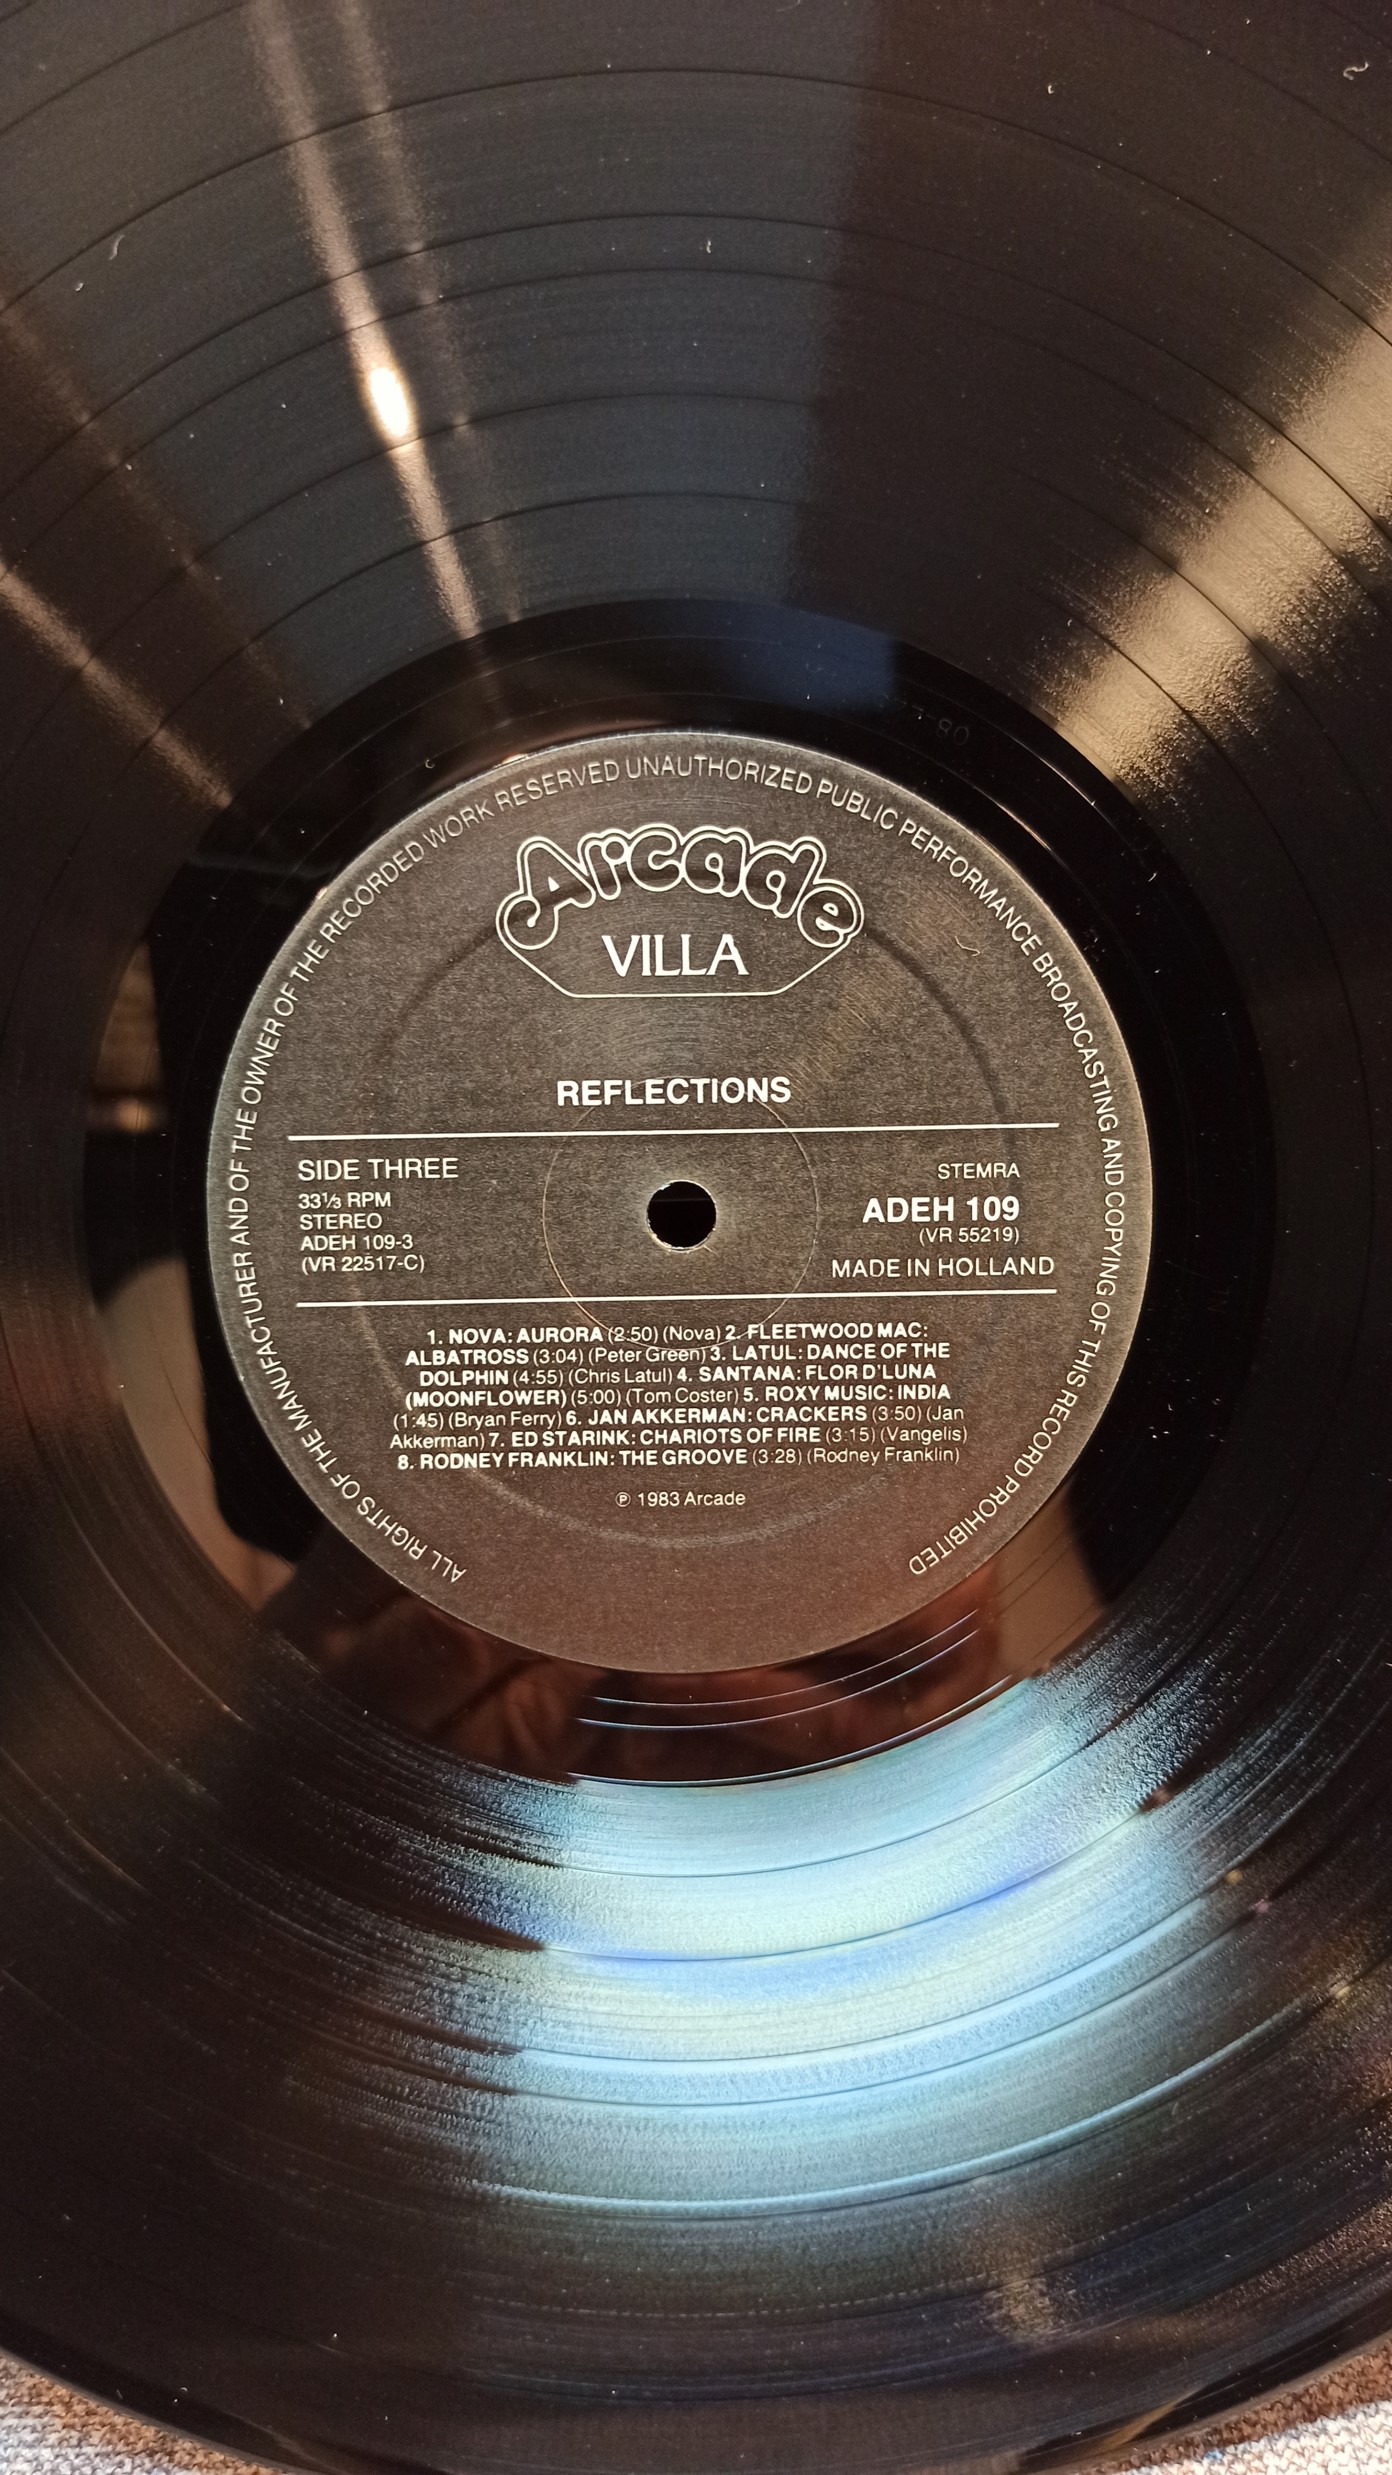 ALL RIGHTS OF THE MANUFACTURER AND OF THE OWNER OF THE RECORDED WORK RESERVED UNAUTHORIZED PUBLIC PERFORMANCE BROADCASTING AND COPYING OF THIS RECORD PROHIBITED
Arcade
VILLA
REFLECTIONS
SIDE THREE
33⅓ RPM
STEREO
ADEH 109-3
(VR 22517-C)
STEMRA
ADEH 109
(VR 55219)
MADE IN HOLLAND
1. NOVA: AURORA (2:50) (Nova) 2. FLEETWOOD MAC:
ALBATROSS (3:04) (Peter Green) 3. LATUL: DANCE OF THE
DOLPHIN (4:55) (Chris Latul) 4. SANTANA: FLOR D'LUNA
(MOONFLOWER) (5:00) (Tom Coster) 5. ROXY MUSIC: INDIA
(1:45) (Bryan Ferry) 6. JAN AKKERMAN: CRACKERS (3:50) (Jan
Akkerman) 7. ED STARINK: CHARIOTS OF FIRE (3:15) (Vangelis)
8. RODNEY FRANKLIN: THE GROOVE (3:28) (Rodney Franklin)
℗ 1983 Arcade